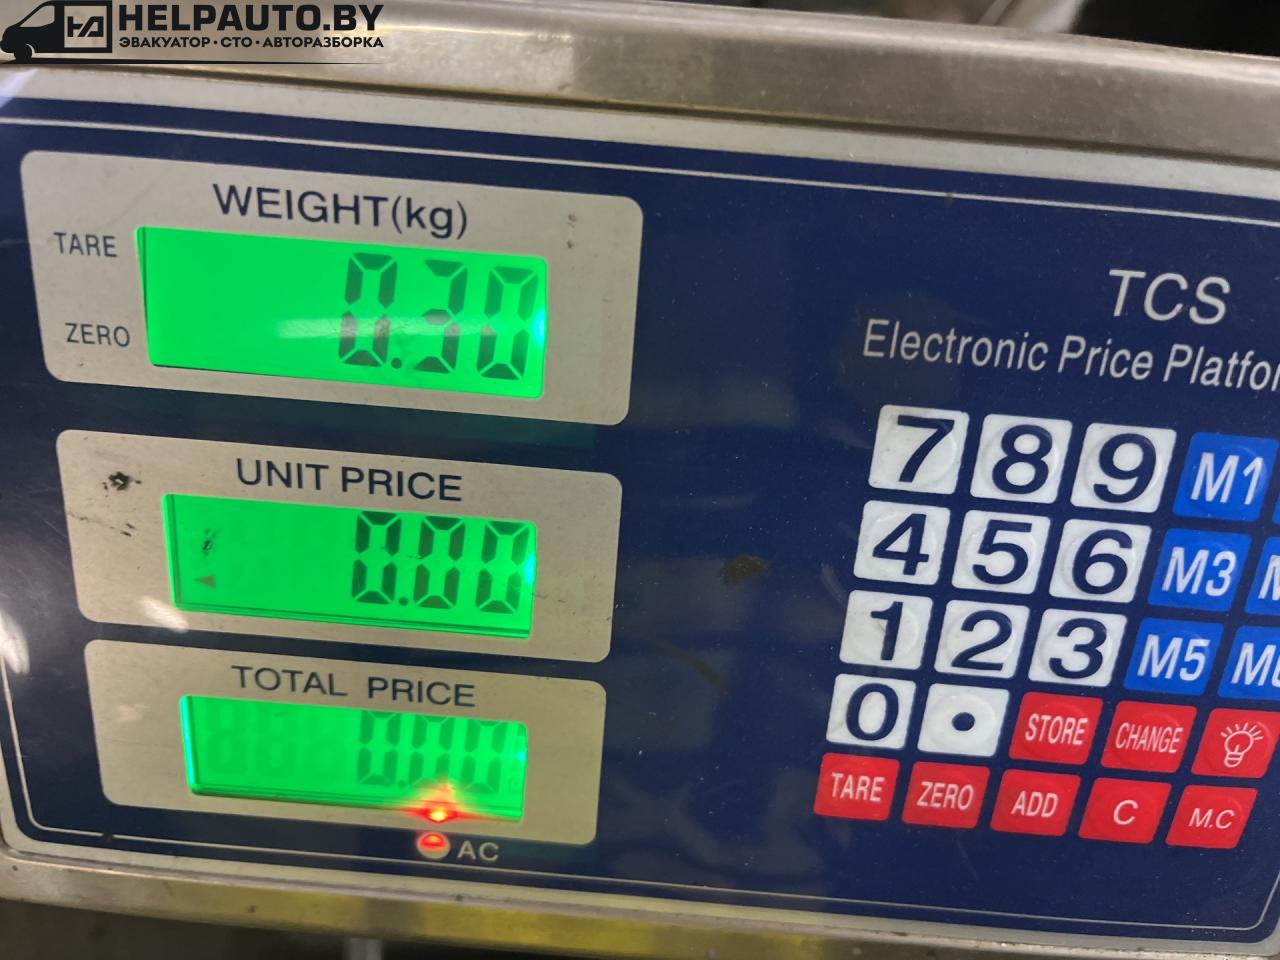 HELPAUTO.BY
ЭВАКУАТОР·СТО·АВТОРАЗБОРКА
WEIGHT(kg)
TARE
0.30
ZERO
UNIT PRICE
0.00
TOTAL PRICE
0.00
AC
TCS
Electronic Price Platfor
7 8 9 M1
4 5 6 M3
1 2 3 M5
0 . STORE CHANGE
TARE ZERO ADD C M.C